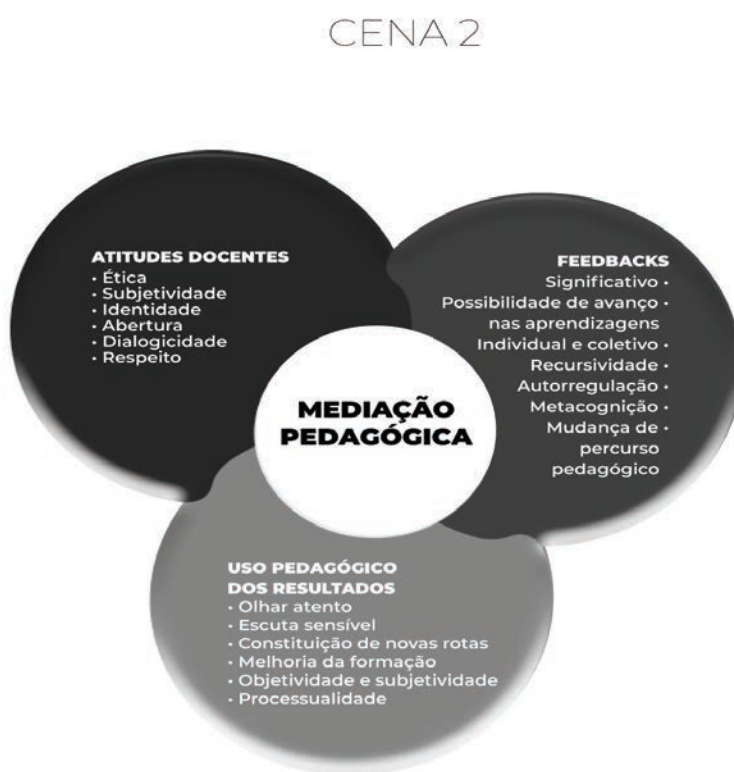 CENA 2
ATITUDES DOCENTES
• Ética
• Subjetividade
• Identidade
• Abertura
• Dialogicidade
• Respeito
FEEDBACKS
Significativo •
Possibilidade de avanço •
nas aprendizagens
Individual e coletivo •
Recursividade •
Autorregulação •
Metacognição •
Mudança de •
percurso
pedagógico
MEDIAÇÃO
PEDAGÓGICA
USO PEDAGÓGICO
DOS RESULTADOS
• Olhar atento
• Escuta sensível
• Constituição de novas rotas
• Melhoria da formação
• Objetividade e subjetividade
• Processualidade